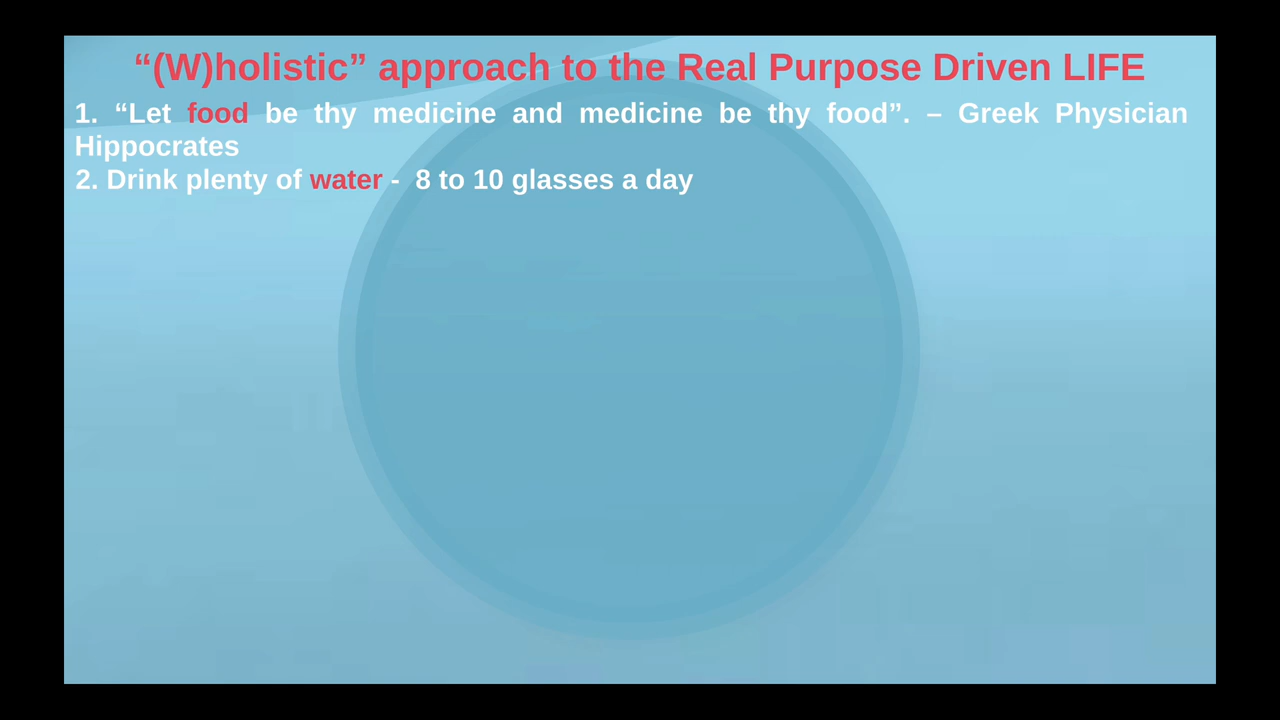 “(W)holistic” approach to the Real Purpose Driven LIFE
1. “Let food be thy medicine and medicine be thy food”. – Greek Physician
Hippocrates
2. Drink plenty of water -  8 to 10 glasses a day